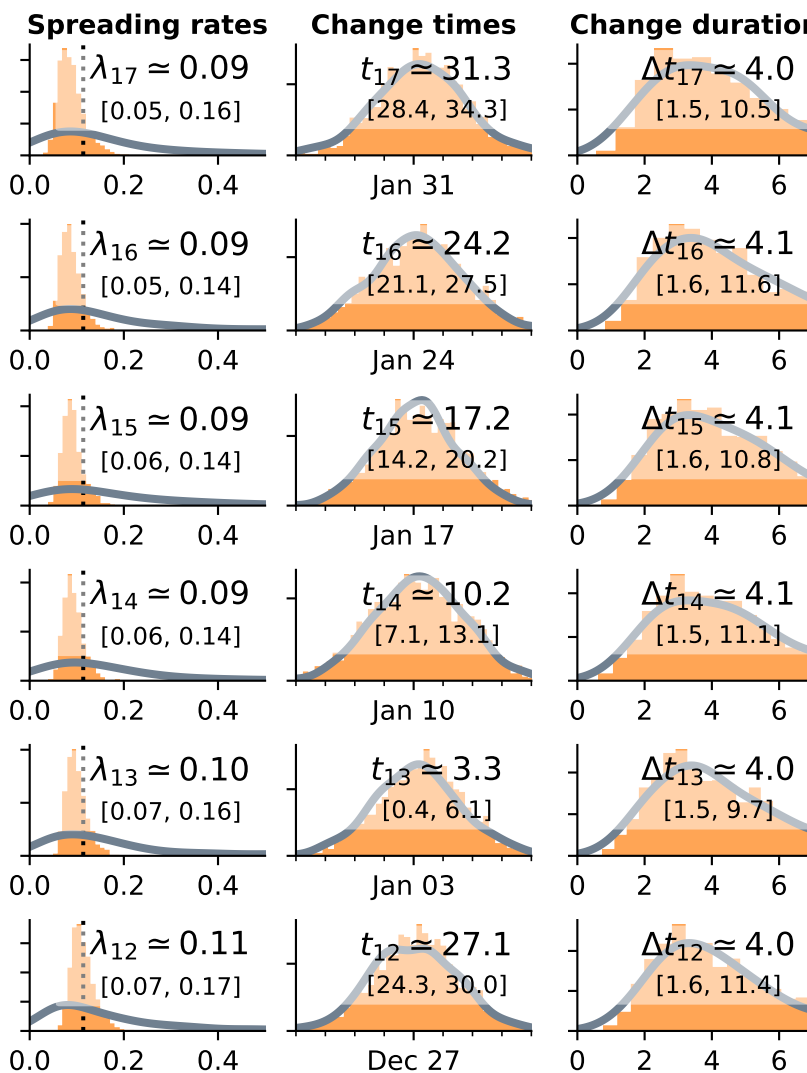 Spreading rates Change times Change duration
λ17 ≃ 0.09 t17 ≃ 31.3 Δt17 ≃ 4.0
[0.05, 0.16] [28.4, 34.3] [1.5, 10.5]
0.0 0.2 0.4 Jan 31 0 2 4 6
λ16 ≃ 0.09 t16 ≃ 24.2 Δt16 ≃ 4.1
[0.05, 0.14] [21.1, 27.5] [1.6, 11.6]
0.0 0.2 0.4 Jan 24 0 2 4 6
λ15 ≃ 0.09 t15 ≃ 17.2 Δt15 ≃ 4.1
[0.06, 0.14] [14.2, 20.2] [1.6, 10.8]
0.0 0.2 0.4 Jan 17 0 2 4 6
λ14 ≃ 0.09 t14 ≃ 10.2 Δt14 ≃ 4.1
[0.06, 0.14] [7.1, 13.1] [1.5, 11.1]
0.0 0.2 0.4 Jan 10 0 2 4 6
λ13 ≃ 0.10 t13 ≃ 3.3 Δt13 ≃ 4.0
[0.07, 0.16] [0.4, 6.1] [1.5, 9.7]
0.0 0.2 0.4 Jan 03 0 2 4 6
λ12 ≃ 0.11 t12 ≃ 27.1 Δt12 ≃ 4.0
[0.07, 0.17] [24.3, 30.0] [1.6, 11.4]
0.0 0.2 0.4 Dec 27 0 2 4 6